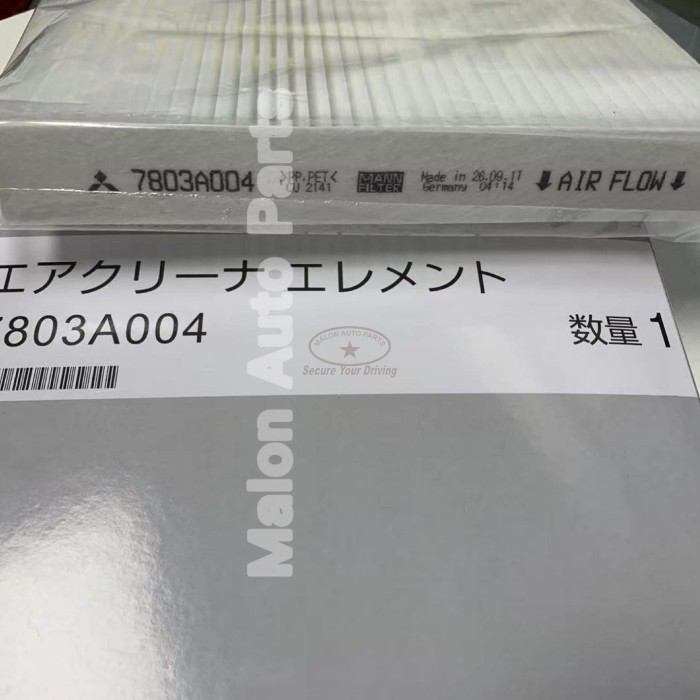 7803A004
>PP.PET<
CU 2141
MANN
FILTER
Made in
Germany
26.09.11
04:14
AIR FLOW
エアクリーナ エレメント
7803A004
数量 1
MALON AUTO PARTS
Secure Your Driving
Malon Auto Parts